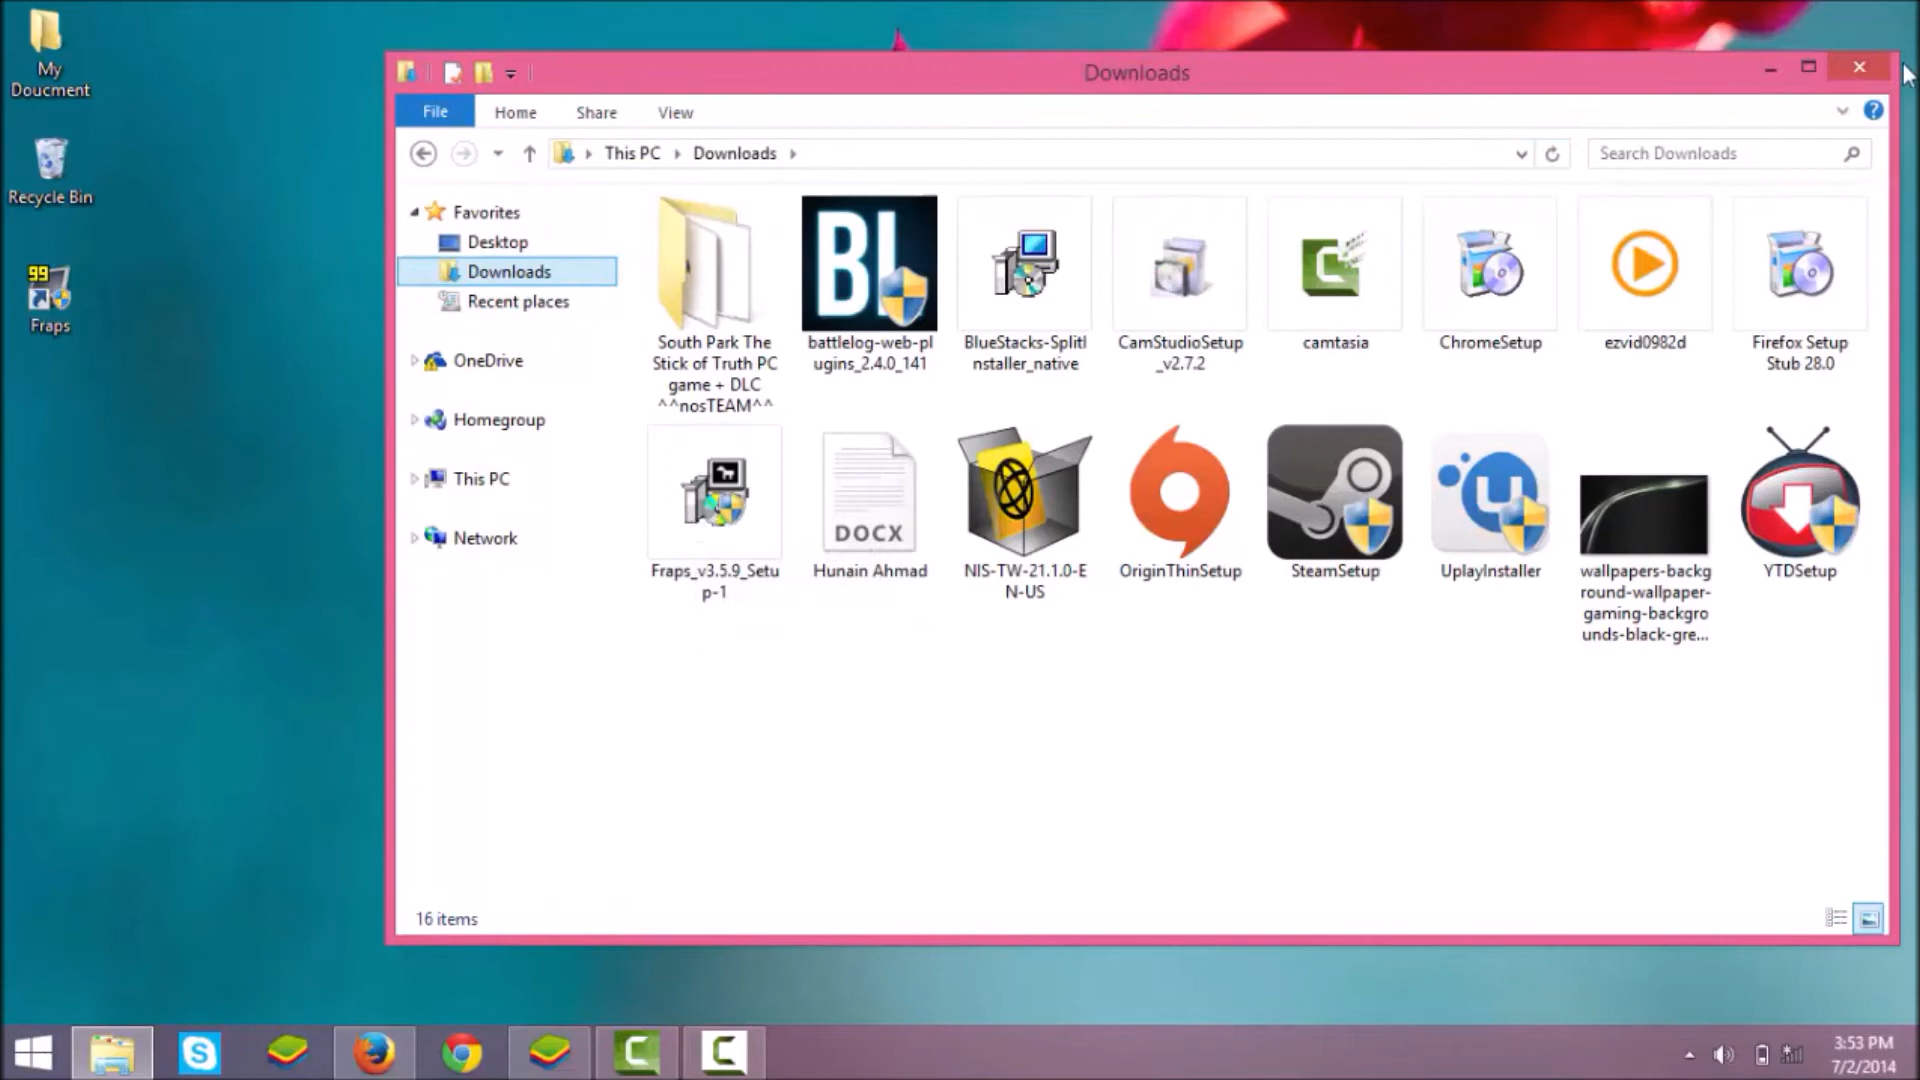 My
Doucment
Recycle Bin
99
Fraps
Downloads
File
Home
Share
View
This PC
Downloads
Search Downloads
Favorites
Desktop
Downloads
Recent places
OneDrive
Homegroup
This PC
Network
South Park The
Stick of Truth PC
game + DLC
^^nosTEAM^^
BL
battlelog-web-pl
ugins_2.4.0_141
BlueStacks-SplitI
nstaller_native
CamStudioSetup
_v2.7.2
camtasia
ChromeSetup
ezvid0982d
Firefox Setup
Stub 28.0
Fraps_v3.5.9_Setu
p-1
DOCX
Hunain Ahmad
NIS-TW-21.1.0-E
N-US
OriginThinSetup
SteamSetup
UplayInstaller
wallpapers-backg
round-wallpaper-
gaming-backgro
unds-black-gre...
YTDSetup
16 items
3:53 PM
7/2/2014